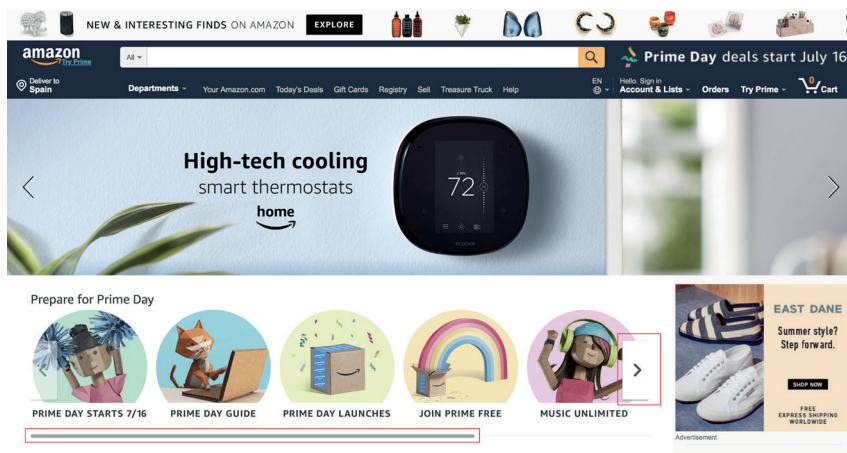 NEW & INTERESTING FINDS ON AMAZON EXPLORE
amazon
Try Prime
All
Prime Day deals start July 16
Deliver to
Spain
Departments Your Amazon.com Today's Deals Gift Cards Registry Sell Treasure Truck Help
EN
Hello. Sign in
Account & Lists Orders Try Prime 0 Cart
High-tech cooling
smart thermostats
home
72
ecobee
Prepare for Prime Day
PRIME DAY STARTS 7/16 PRIME DAY GUIDE PRIME DAY LAUNCHES JOIN PRIME FREE MUSIC UNLIMITED
EAST DANE
Summer style?
Step forward.
SHOP NOW
FREE
EXPRESS SHIPPING
WORLDWIDE
Advertisement